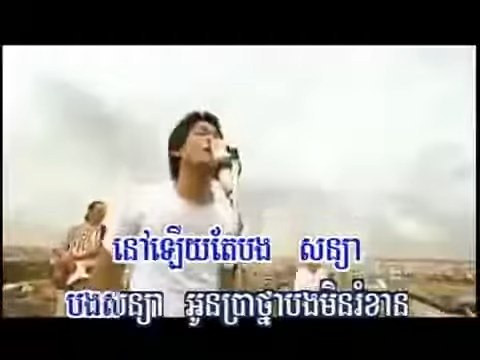 នៅឡើយតែបង សន្យា
បងសន្យា អូនប្រាថ្នាបងមិនរំខាន